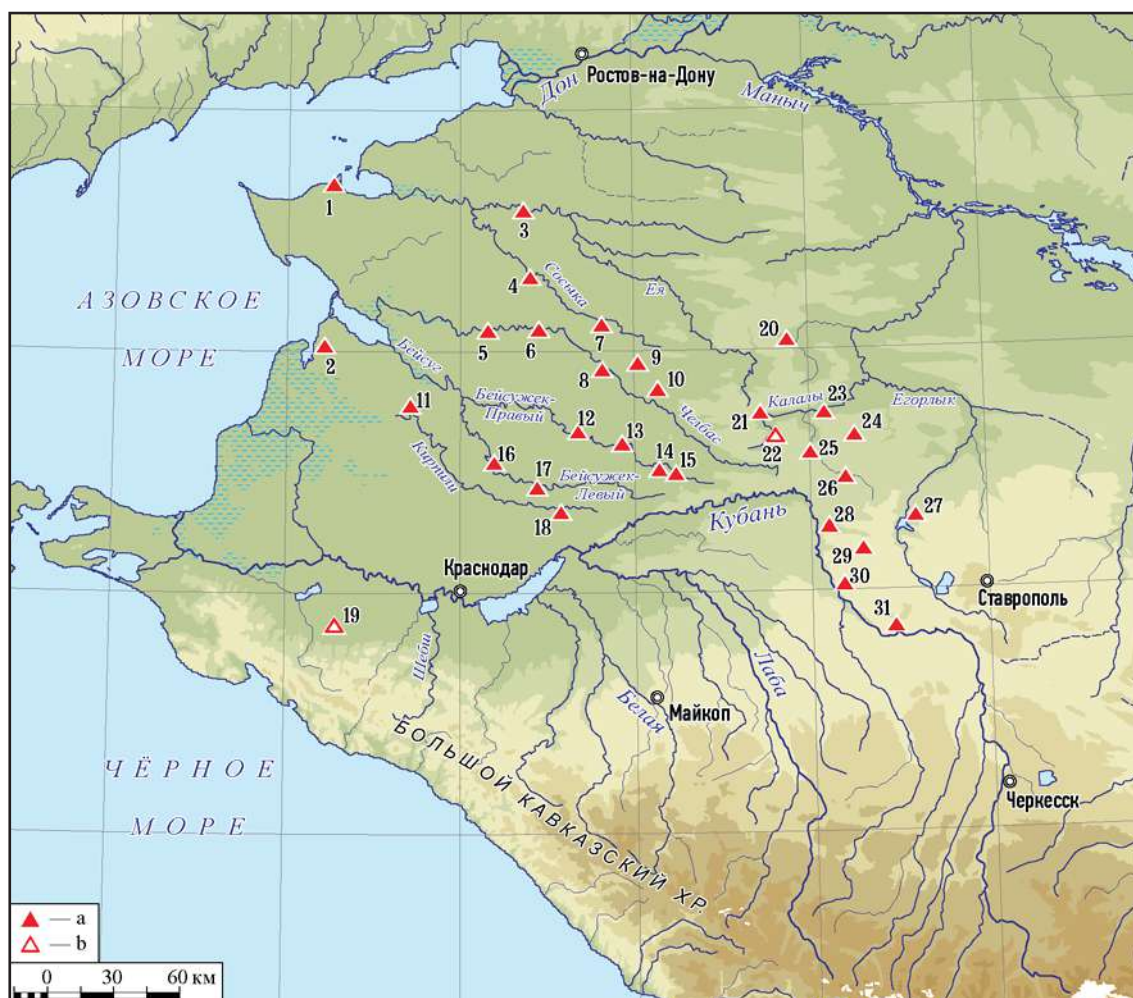 Ростов-на-Дону
Дон
Маныч
1
3
Сосыка
4
Ея
АЗОВСКОЕ
МОРЕ
2
5
6
7
8
9
10
20
Бейсуг
11
Бейсужек-
Правый
12
13
Челбас
21
Калалы
23
Егорлык
24
22
25
14
15
16
17
Бейсужек-
Левый
Кирпили
18
26
27
Кубань
28
29
30
Краснодар
Ставрополь
31
19
Шебш
Лаба
Белая
Майкоп
БОЛЬШОЙ КАВКАЗСКИЙ ХР.
ЧЁРНОЕ
МОРЕ
Черкесск
— a
— b
0 30 60 км